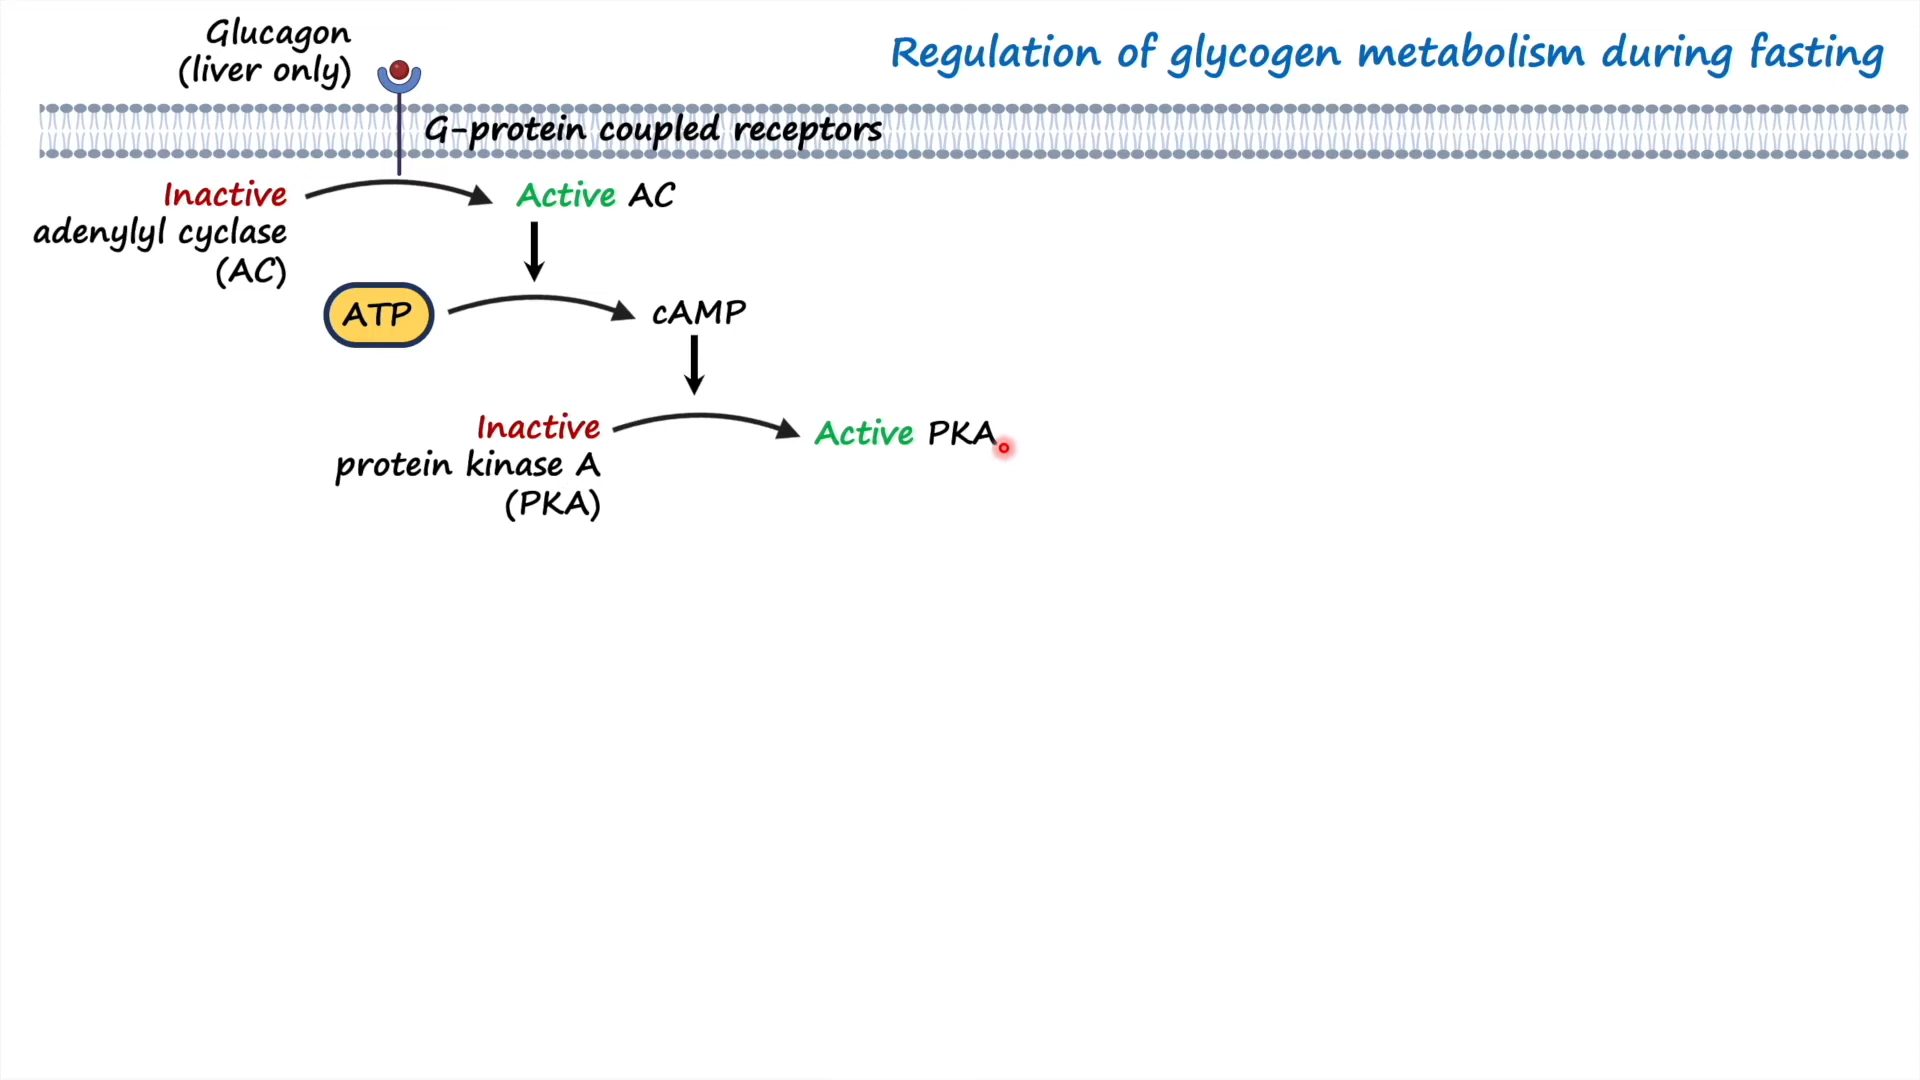 Glucagon
(liver only)
Regulation of glycogen metabolism during fasting
G-protein coupled receptors
Inactive
adenylyl cyclase
(AC)
Active AC
ATP
cAMP
Inactive
protein kinase A
(PKA)
Active PKA